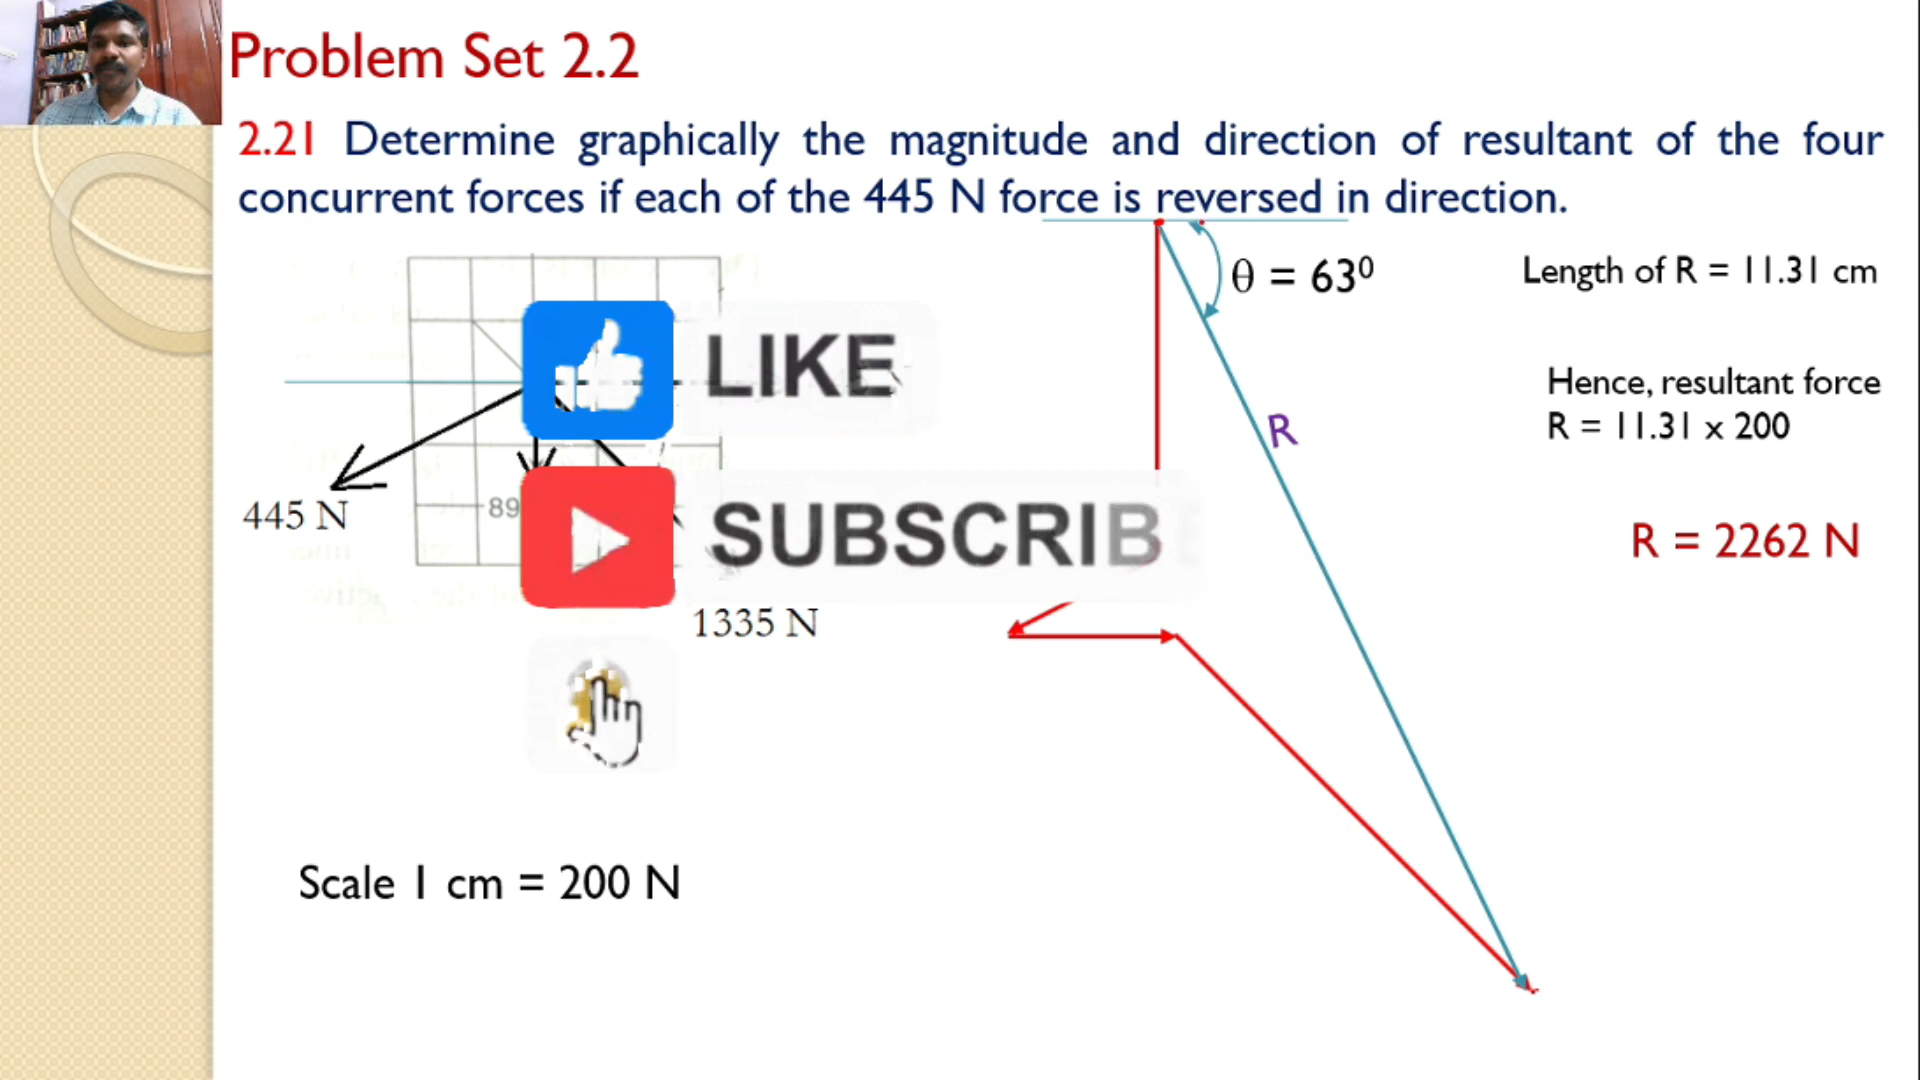 Problem Set 2.2
2.21 Determine graphically the magnitude and direction of resultant of the four
concurrent forces if each of the 445 N force is reversed in direction.
θ = 63⁰
Length of R = 11.31 cm
LIKE
Hence, resultant force
R = 11.31 x 200
R
445 N
89
SUBSCRIB
R = 2262 N
1335 N
Scale 1 cm = 200 N